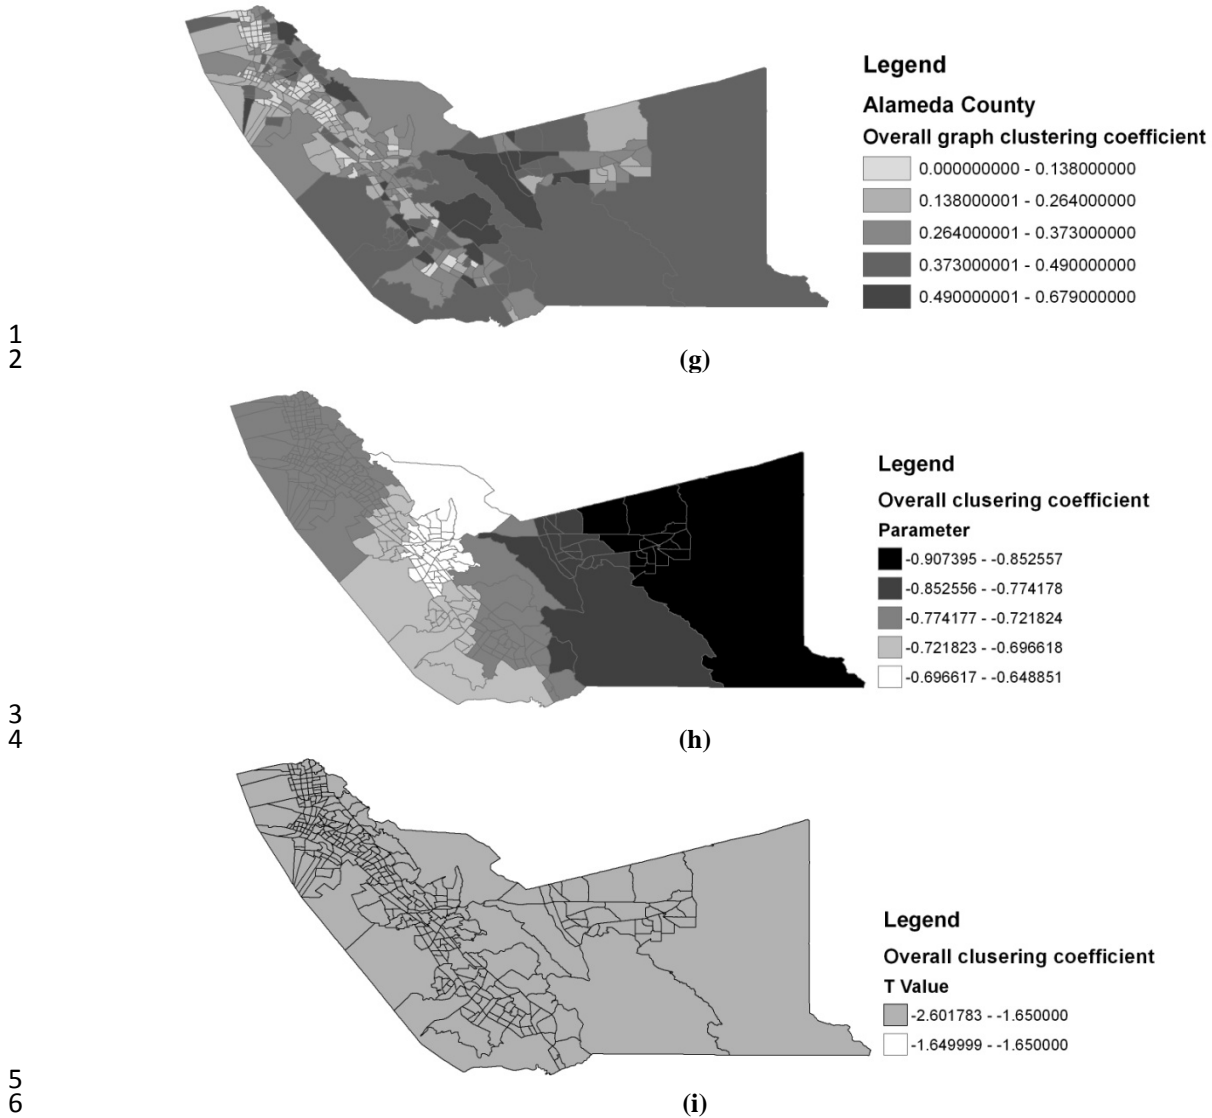 Legend
Alameda County
Overall graph clustering coefficient
0.000000000 - 0.138000000
0.138000001 - 0.264000000
0.264000001 - 0.373000000
0.373000001 - 0.490000000
0.490000001 - 0.679000000
1
2 (g)
Legend
Overall clusering coefficient
Parameter
-0.907395 - -0.852557
-0.852556 - -0.774178
-0.774177 - -0.721824
-0.721823 - -0.696618
-0.696617 - -0.648851
3
4 (h)
Legend
Overall clusering coefficient
T Value
-2.601783 - -1.650000
-1.649999 - -1.650000
5
6 (i)